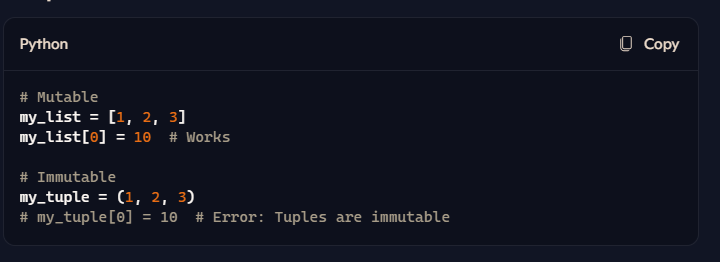 Python
Copy
# Mutable
my_list = [1, 2, 3]
my_list[0] = 10  # Works
# Immutable
my_tuple = (1, 2, 3)
# my_tuple[0] = 10  # Error: Tuples are immutable